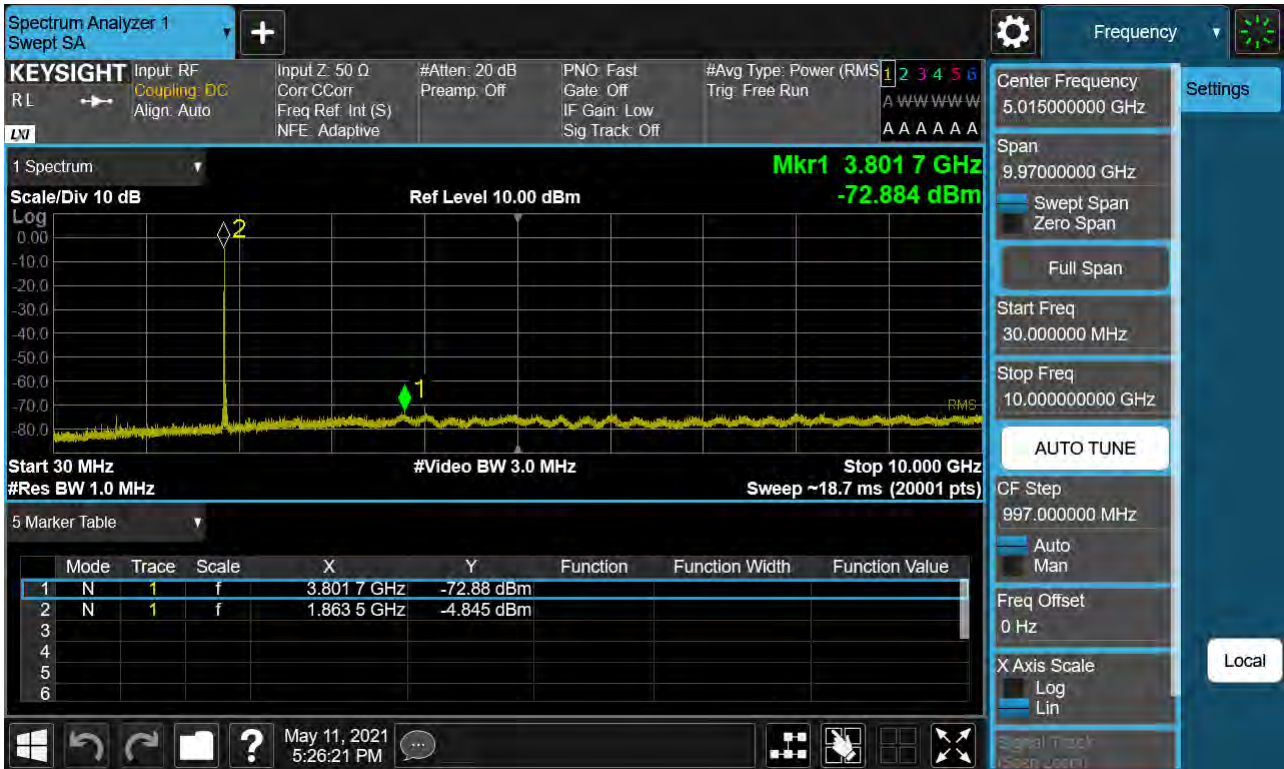 Spectrum Analyzer 1
Swept SA
+
Frequency
KEYSIGHT
RL
LXI
Input: RF
Coupling: DC
Align: Auto
Input Z: 50 Ω
Corr CCorr
Freq Ref: Int (S)
NFE: Adaptive
#Atten: 20 dB
Preamp: Off
PNO: Fast
Gate: Off
IF Gain: Low
Sig Track: Off
#Avg Type: Power (RMS
Trig: Free Run
1 2 3 4 5 6
A W W W W W
A A A A A A
1 Spectrum
Mkr1 3.801 7 GHz
Scale/Div 10 dB
Ref Level 10.00 dBm
-72.884 dBm
Log
0.00
-10.0
-20.0
-30.0
-40.0
-50.0
-60.0
-70.0
-80.0
2
1
RMS
Start 30 MHz
#Video BW 3.0 MHz
Stop 10.000 GHz
#Res BW 1.0 MHz
Sweep ~18.7 ms (20001 pts)
5 Marker Table
Mode Trace Scale X Y Function Function Width Function Value
1 N 1 f 3.801 7 GHz -72.88 dBm
2 N 1 f 1.863 5 GHz -4.845 dBm
3
4
5
6
Center Frequency
5.015000000 GHz
Span
9.97000000 GHz
Swept Span
Zero Span
Full Span
Start Freq
30.000000 MHz
Stop Freq
10.000000000 GHz
AUTO TUNE
CF Step
997.000000 MHz
Auto
Man
Freq Offset
0 Hz
X Axis Scale
Log
Lin
Signal Track
(Span Zoom)
Settings
Local
?
May 11, 2021
5:26:21 PM